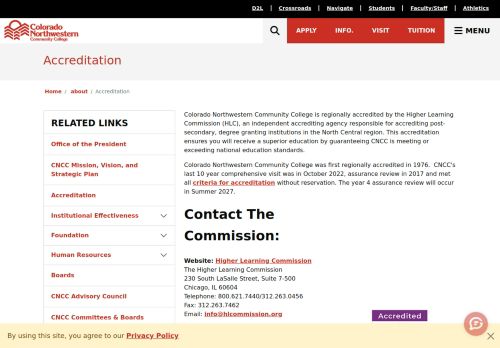 D2L | Crossroads | Navigate | Students | Faculty/Staff | Athletics
Colorado
Northwestern
Community College
APPLY INFO. VISIT TUITION MENU
Accreditation
Home / about / Accreditation
RELATED LINKS
Office of the President
CNCC Mission, Vision, and
Strategic Plan
Accreditation
Institutional Effectiveness
Foundation
Human Resources
Boards
CNCC Advisory Council
CNCC Committees & Boards
Colorado Northwestern Community College is regionally accredited by the Higher Learning
Commission (HLC), an independent accrediting agency responsible for accrediting post-
secondary, degree granting institutions in the North Central region. This accreditation
ensures you will receive a superior education by guaranteeing CNCC is meeting or
exceeding national education standards.
Colorado Northwestern Community College was first regionally accredited in 1976. CNCC's
last 10 year comprehensive visit was in October 2022, assurance review in 2017 and met
all criteria for accreditation without reservation. The year 4 assurance review will occur
in Summer 2027.
Contact The
Commission:
Website: Higher Learning Commission
The Higher Learning Commission
230 South LaSalle Street, Suite 7-500
Chicago, IL 60604
Telephone: 800.621.7440/312.263.0456
Fax: 312.263.7462
Email: info@hlcommission.org
Accredited
By using this site, you agree to our Privacy Policy